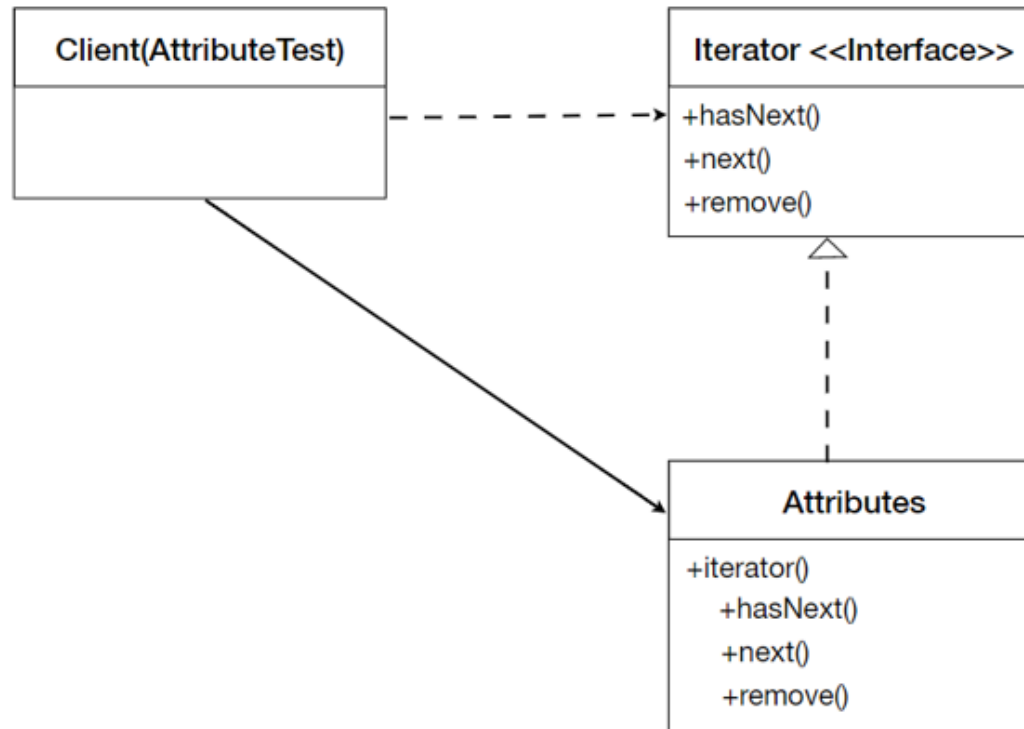 Client(AttributeTest)
Iterator <<Interface>>
+hasNext()
+next()
+remove()
Attributes
+iterator()
+hasNext()
+next()
+remove()